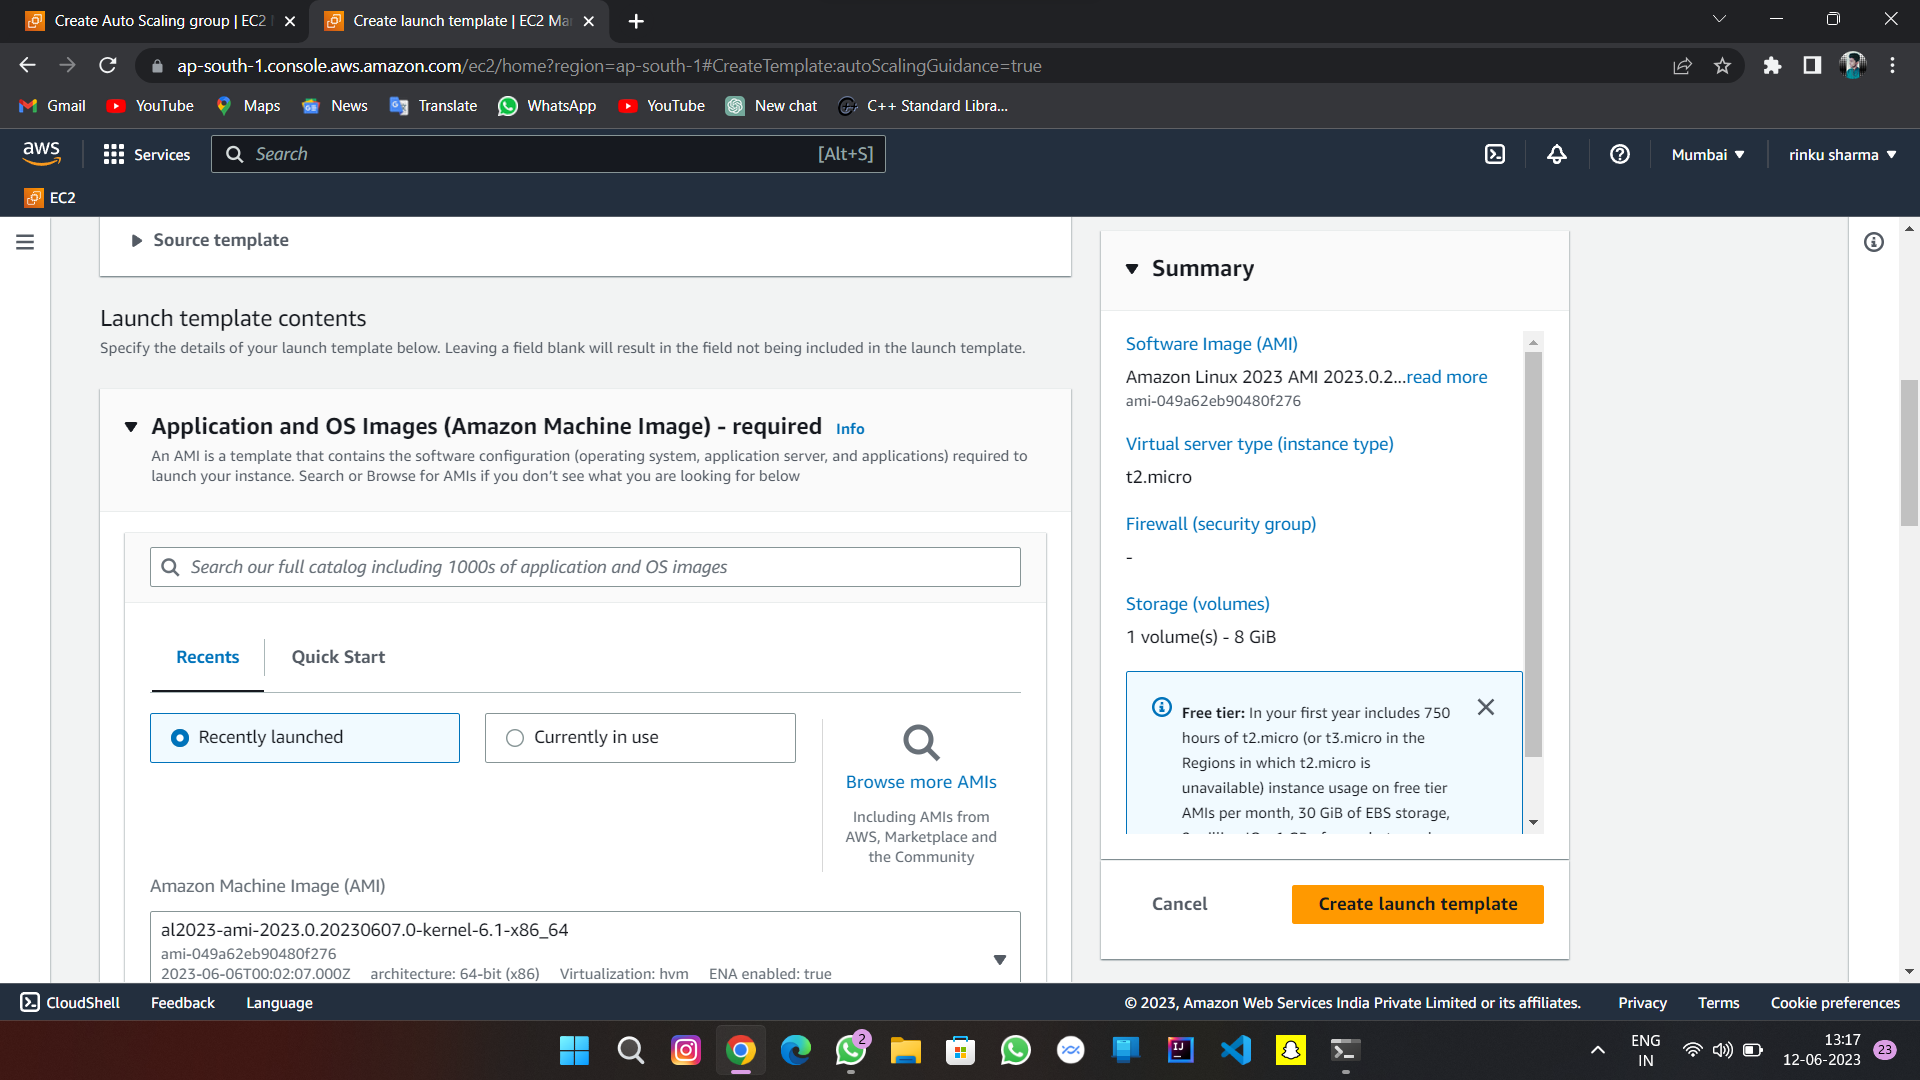 Create Auto Scaling group | EC2
Create launch template | EC2 Ma
ap-south-1.console.aws.amazon.com/ec2/home?region=ap-south-1#CreateTemplate:autoScalingGuidance=true
Gmail
YouTube
Maps
News
Translate
WhatsApp
YouTube
New chat
C++ Standard Libra...
aws
Services
Search
[Alt+S]
Mumbai
rinku sharma
EC2
Source template
Launch template contents
Specify the details of your launch template below. Leaving a field blank will result in the field not being included in the launch template.
Application and OS Images (Amazon Machine Image) - required Info
An AMI is a template that contains the software configuration (operating system, application server, and applications) required to
launch your instance. Search or Browse for AMIs if you don't see what you are looking for below
Search our full catalog including 1000s of application and OS images
Recents
Quick Start
Recently launched
Currently in use
Browse more AMIs
Including AMIs from
AWS, Marketplace and
the Community
Amazon Machine Image (AMI)
al2023-ami-2023.0.20230607.0-kernel-6.1-x86_64
ami-049a62eb90480f276
2023-06-06T00:02:07.000Z architecture: 64-bit (x86) Virtualization: hvm ENA enabled: true
Summary
Software Image (AMI)
Amazon Linux 2023 AMI 2023.0.2...read more
ami-049a62eb90480f276
Virtual server type (instance type)
t2.micro
Firewall (security group)
-
Storage (volumes)
1 volume(s) - 8 GiB
Free tier: In your first year includes 750
hours of t2.micro (or t3.micro in the
Regions in which t2.micro is
unavailable) instance usage on free tier
AMIs per month, 30 GiB of EBS storage,
Cancel
Create launch template
CloudShell
Feedback
Language
© 2023, Amazon Web Services India Private Limited or its affiliates.
Privacy
Terms
Cookie preferences
2
IJ
ENG
IN
13:17
12-06-2023
23